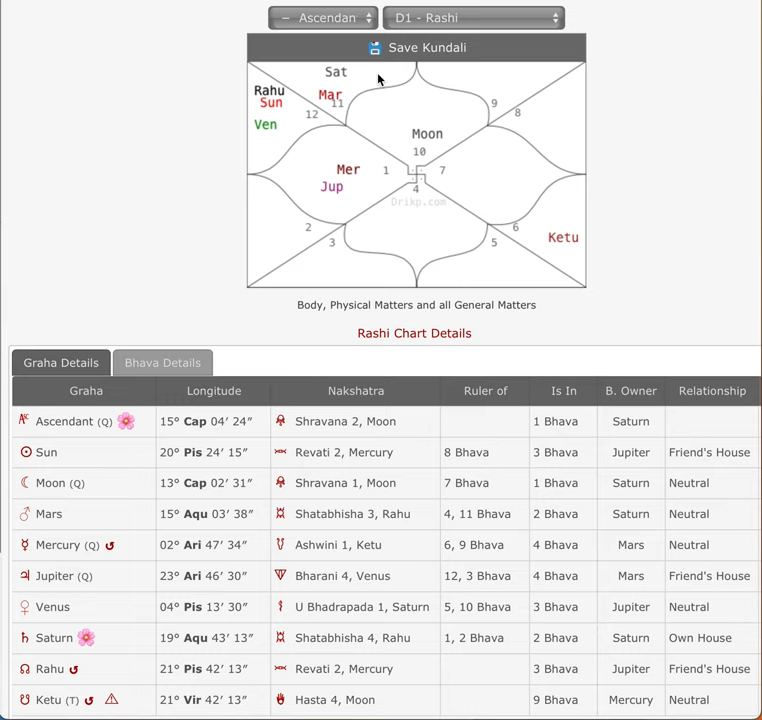 – Ascendan D1 - Rashi
Save Kundali
Sat
Rahu Mar
Sun 11 9
12 8
Ven Moon
10
Mer 1 7
Jup 4
Drikp.com
2 6
3 5 Ketu
Body, Physical Matters and all General Matters
Rashi Chart Details
Graha Details Bhava Details
Graha Longitude Nakshatra Ruler of Is In B. Owner Relationship
Ascendant (Q) 15° Cap 04′ 24″ Shravana 2, Moon 1 Bhava Saturn
Sun 20° Pis 24′ 15″ Revati 2, Mercury 8 Bhava 3 Bhava Jupiter Friend's House
Moon (Q) 13° Cap 02′ 31″ Shravana 1, Moon 7 Bhava 1 Bhava Saturn Neutral
Mars 15° Aqu 03′ 38″ Shatabhisha 3, Rahu 4, 11 Bhava 2 Bhava Saturn Neutral
Mercury (Q) 02° Ari 47′ 34″ Ashwini 1, Ketu 6, 9 Bhava 4 Bhava Mars Neutral
Jupiter (Q) 23° Ari 46′ 30″ Bharani 4, Venus 12, 3 Bhava 4 Bhava Mars Friend's House
Venus 04° Pis 13′ 30″ U Bhadrapada 1, Saturn 5, 10 Bhava 3 Bhava Jupiter Neutral
Saturn 19° Aqu 43′ 13″ Shatabhisha 4, Rahu 1, 2 Bhava 2 Bhava Saturn Own House
Rahu 21° Pis 42′ 13″ Revati 2, Mercury 3 Bhava Jupiter Friend's House
Ketu (T) 21° Vir 42′ 13″ Hasta 4, Moon 9 Bhava Mercury Neutral